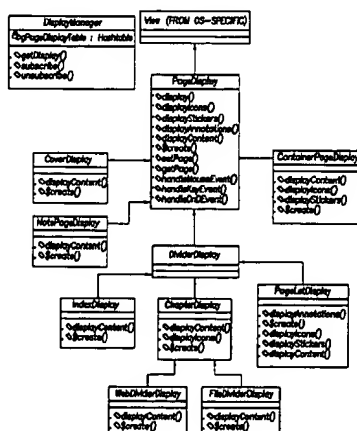 DisplayManager
pgPageDisplayTable : Hashtable
getDisplay()
subscribe()
unsubscribe()
View (FROM OS-SPECIFIC)
PageDisplay
display()
displayIcons()
displayStickers()
displayAnnotations()
displayContent()
$create()
setPage()
getPage()
handleMouseEvent()
handleKeyEvent()
handleDnDEvent()
CoverDisplay
displayContent()
$create()
NotePageDisplay
displayContent()
$create()
ContainerPageDisplay
displayContent()
displayIcons()
displayStickers()
$create()
DividerDisplay
IndexDisplay
displayContent()
$create()
ChapterDisplay
displayContent()
displayIcons()
$create()
PageListDisplay
displayAnnotations()
$create()
displayIcons()
displayStickers()
displayContent()
WebDividerDisplay
displayContent()
$create()
FileDividerDisplay
displayContent()
$create()